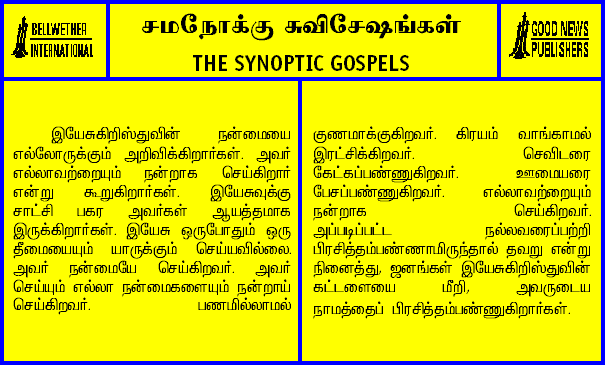 BELLWETHER
INTERNATIONAL
சமநோக்கு சுவிசேஷங்கள்
THE SYNOPTIC GOSPELS
GOOD NEWS
PUBLISHERS
இயேசுகிறிஸ்துவின் நன்மையை
எல்லோருக்கும் அறிவிக்கிறார்கள். அவர்
எல்லாவற்றையும் நன்றாக செய்கிறார்
என்று கூறுகிறார்கள். இயேசுவுக்கு
சாட்சி பகர அவர்கள் ஆயத்தமாக
இருக்கிறார்கள். இயேசு ஒருபோதும் ஒரு
தீமையையும் யாருக்கும் செய்யவில்லை.
அவர் நன்மையே செய்கிறவர். அவர்
செய்யும் எல்லா நன்மைகளையும் நன்றாய்
செய்கிறவர். பணமில்லாமல்
குணமாக்குகிறவர். கிரயம் வாங்காமல்
இரட்சிக்கிறவர். செவிடரை
கேட்கப்பண்ணுகிறவர். ஊமையரை
பேசப்பண்ணுகிறவர். எல்லாவற்றையும்
நன்றாக செய்கிறவர்.
அப்படிப்பட்ட நல்லவரைப்பற்றி
பிரசித்தம்பண்ணாமிருந்தால் தவறு என்று
நினைத்து, ஜனங்கள் இயேசுகிறிஸ்துவின்
கட்டளையை மீறி, அவருடைய
நாமத்தைப் பிரசித்தம்பண்ணுகிறார்கள்.